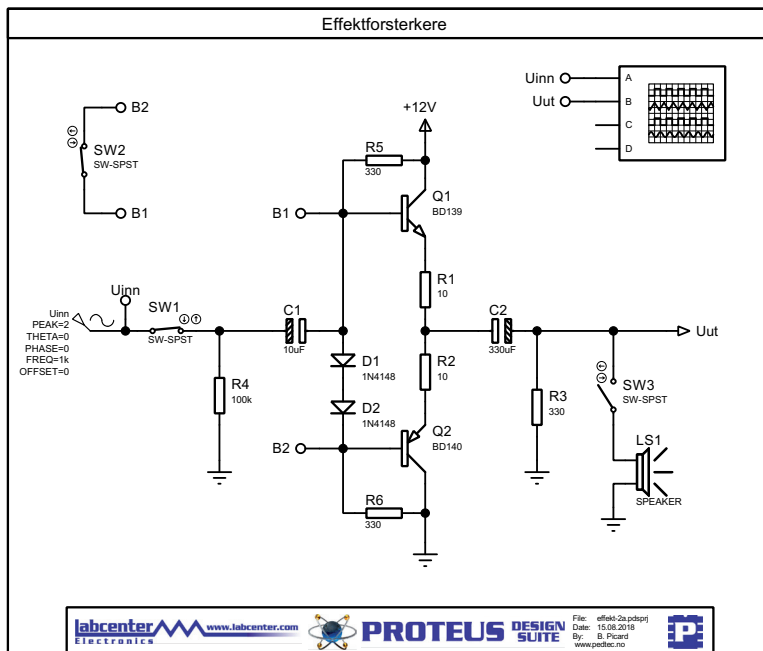 Effektforsterkere
B2
SW2
SW-SPST
B1
Uinn
Uut
A
B
C
D
+12V
R5
330
Q1
BD139
B1
R1
10
Uinn
PEAK=2
THETA=0
PHASE=0
FREQ=1k
OFFSET=0
Uinn
SW1
SW-SPST
C1
10uF
C2
330uF
Uut
R4
100k
D1
1N4148
D2
1N4148
R2
10
R3
330
SW3
SW-SPST
B2
Q2
BD140
LS1
SPEAKER
R6
330
labcenter
Electronics
www.labcenter.com
PROTEUS DESIGN SUITE
File: effekt-2a.pdsprj
Date: 15.08.2018
By: B. Picard
www.pedtec.no
P